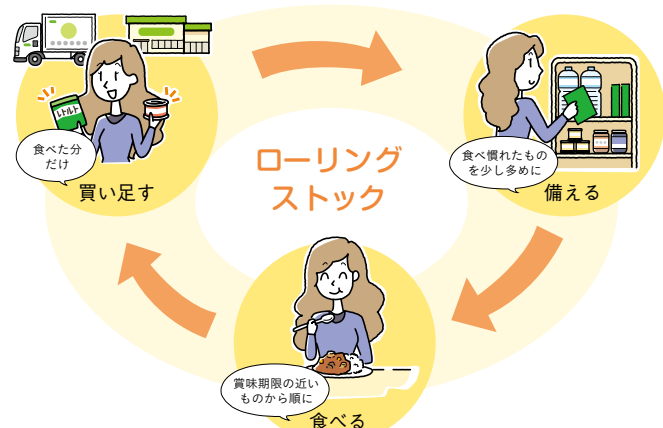 ローリング
ストック
レトルト
食べた分
だけ
買い足す
食べ慣れたもの
を少し多めに
備える
賞味期限の近い
ものから順に
食べる